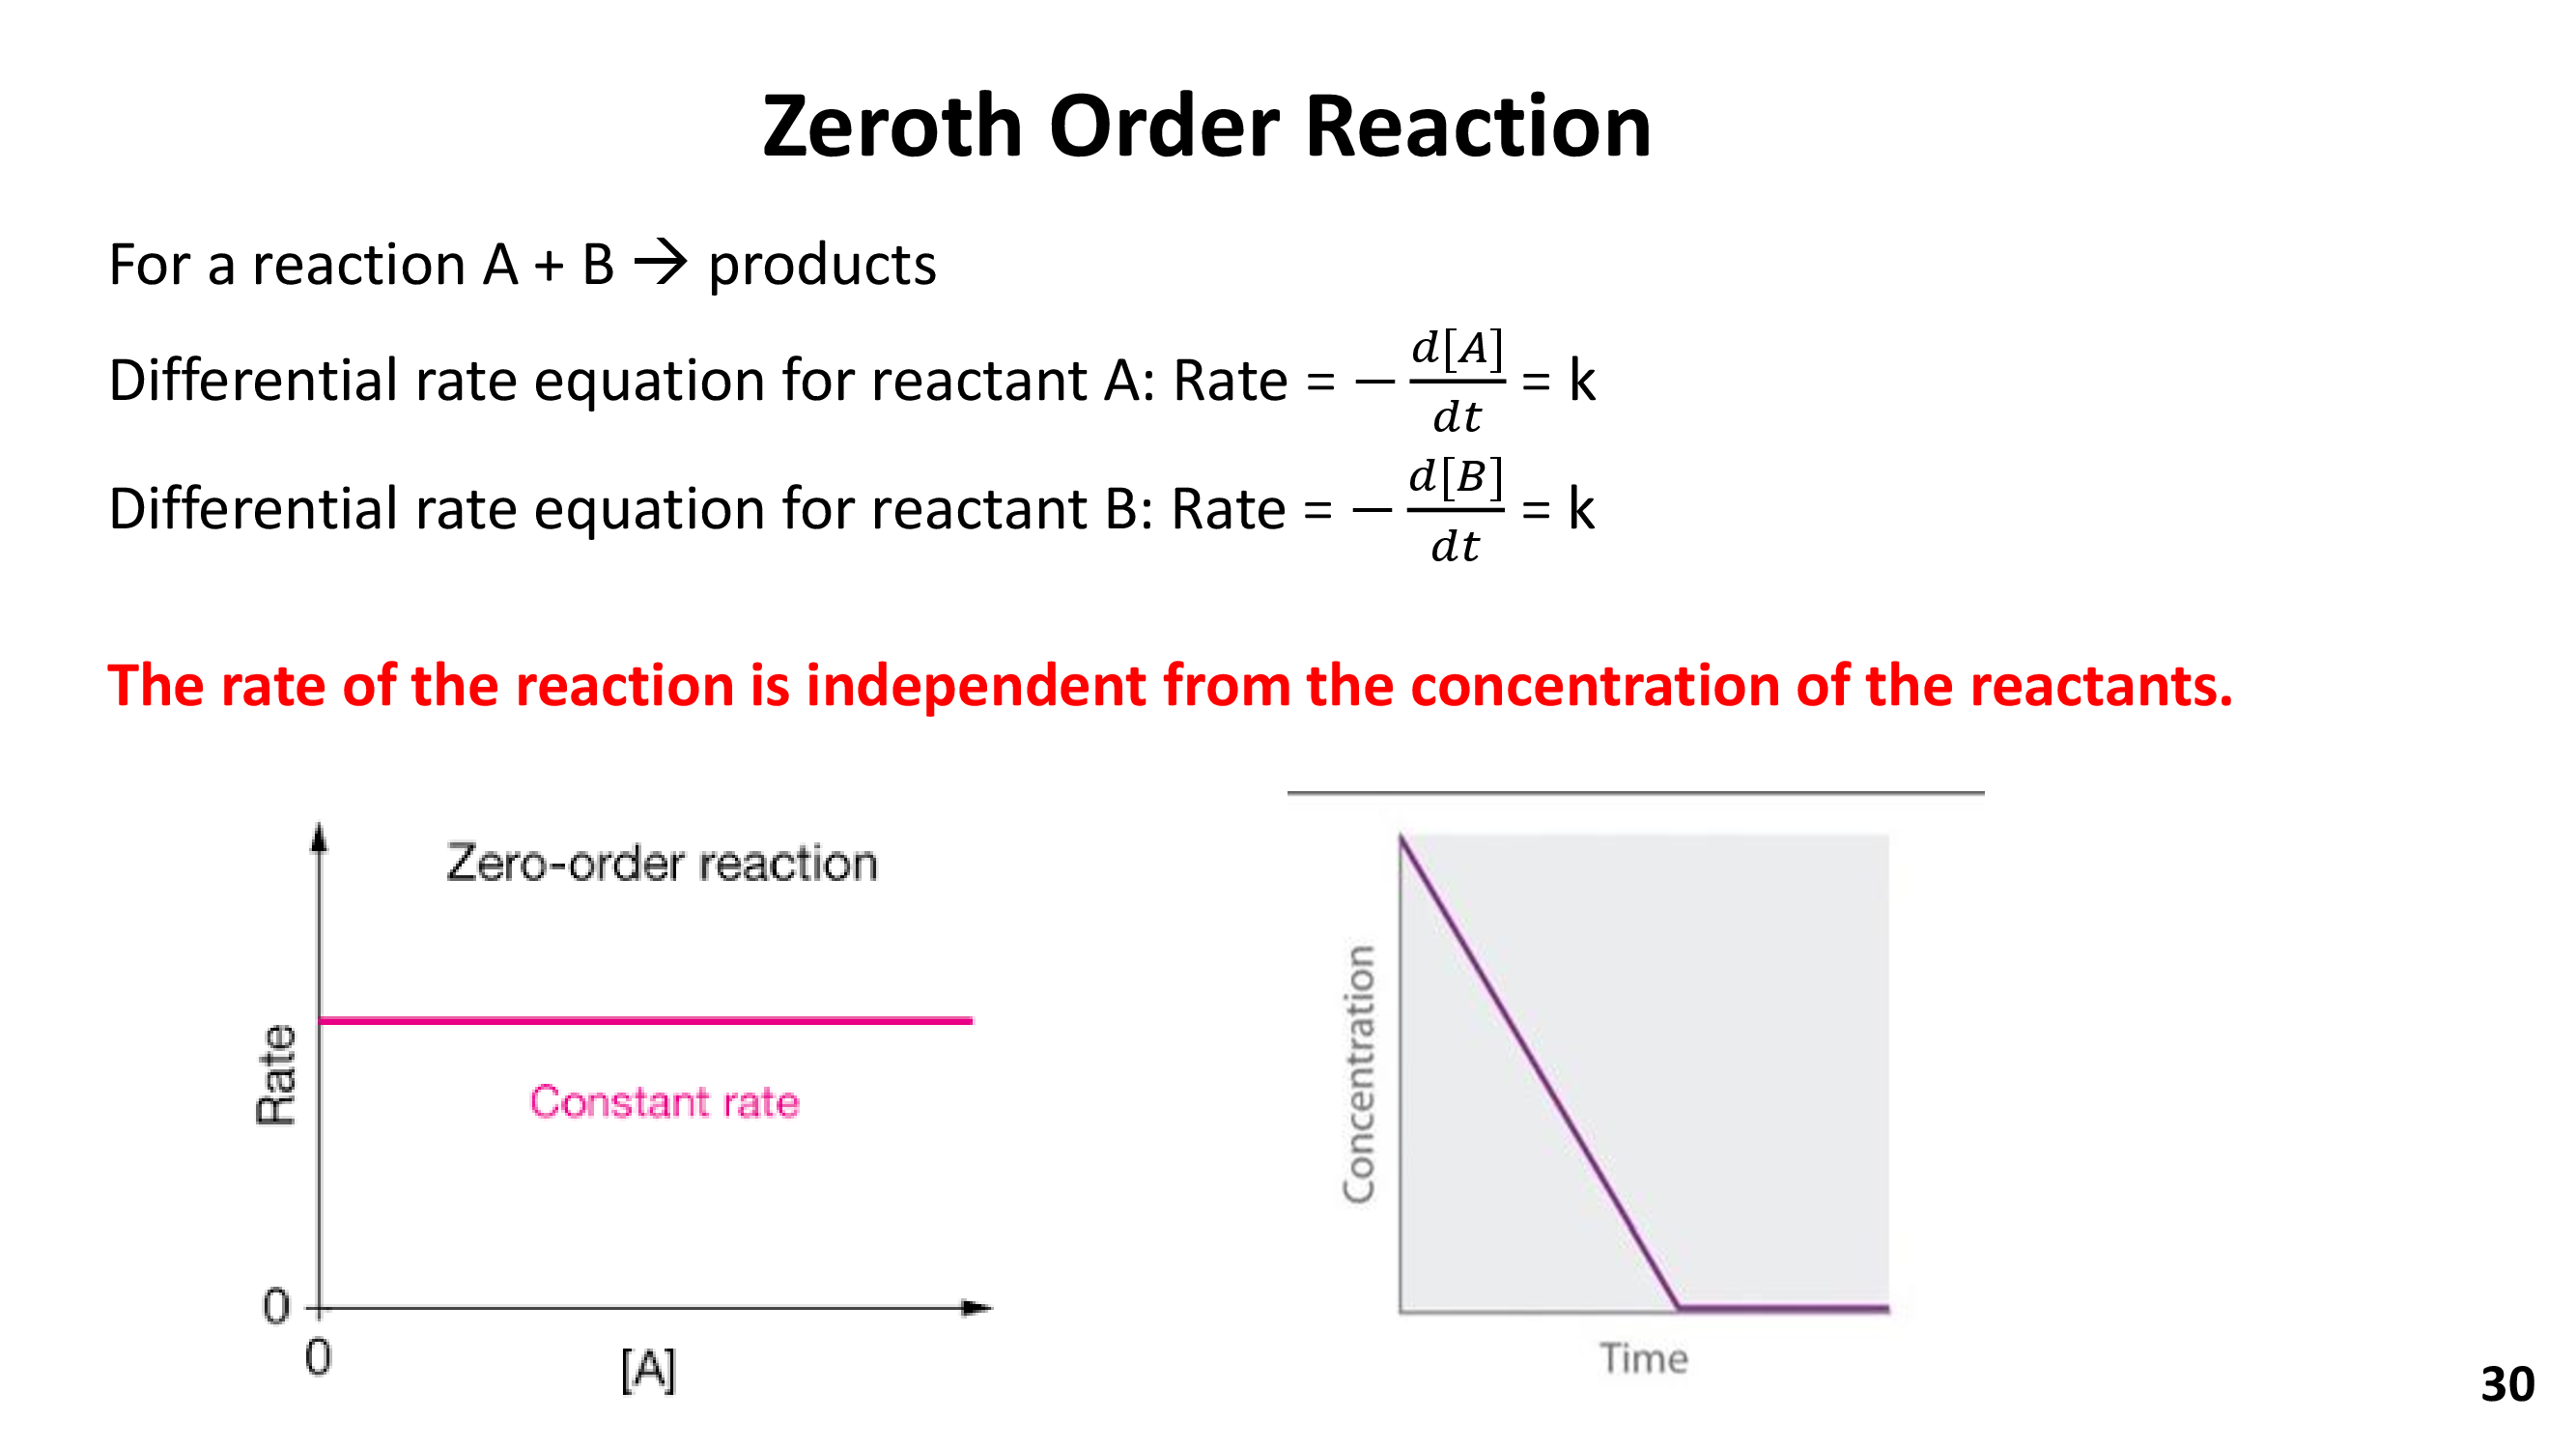 Zeroth Order Reaction
For a reaction A + B → products
Differential rate equation for reactant A: Rate = − d[A]/dt = k
Differential rate equation for reactant B: Rate = − d[B]/dt = k
The rate of the reaction is independent from the concentration of the reactants.
Zero-order reaction
Rate
Constant rate
0
0
[A]
Concentration
Time
30